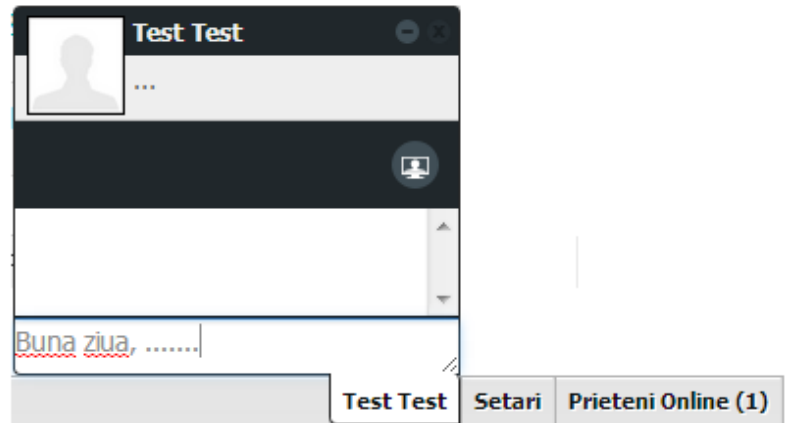 Test Test
...
Buna ziua, .......
Test Test Setari Prieteni Online (1)